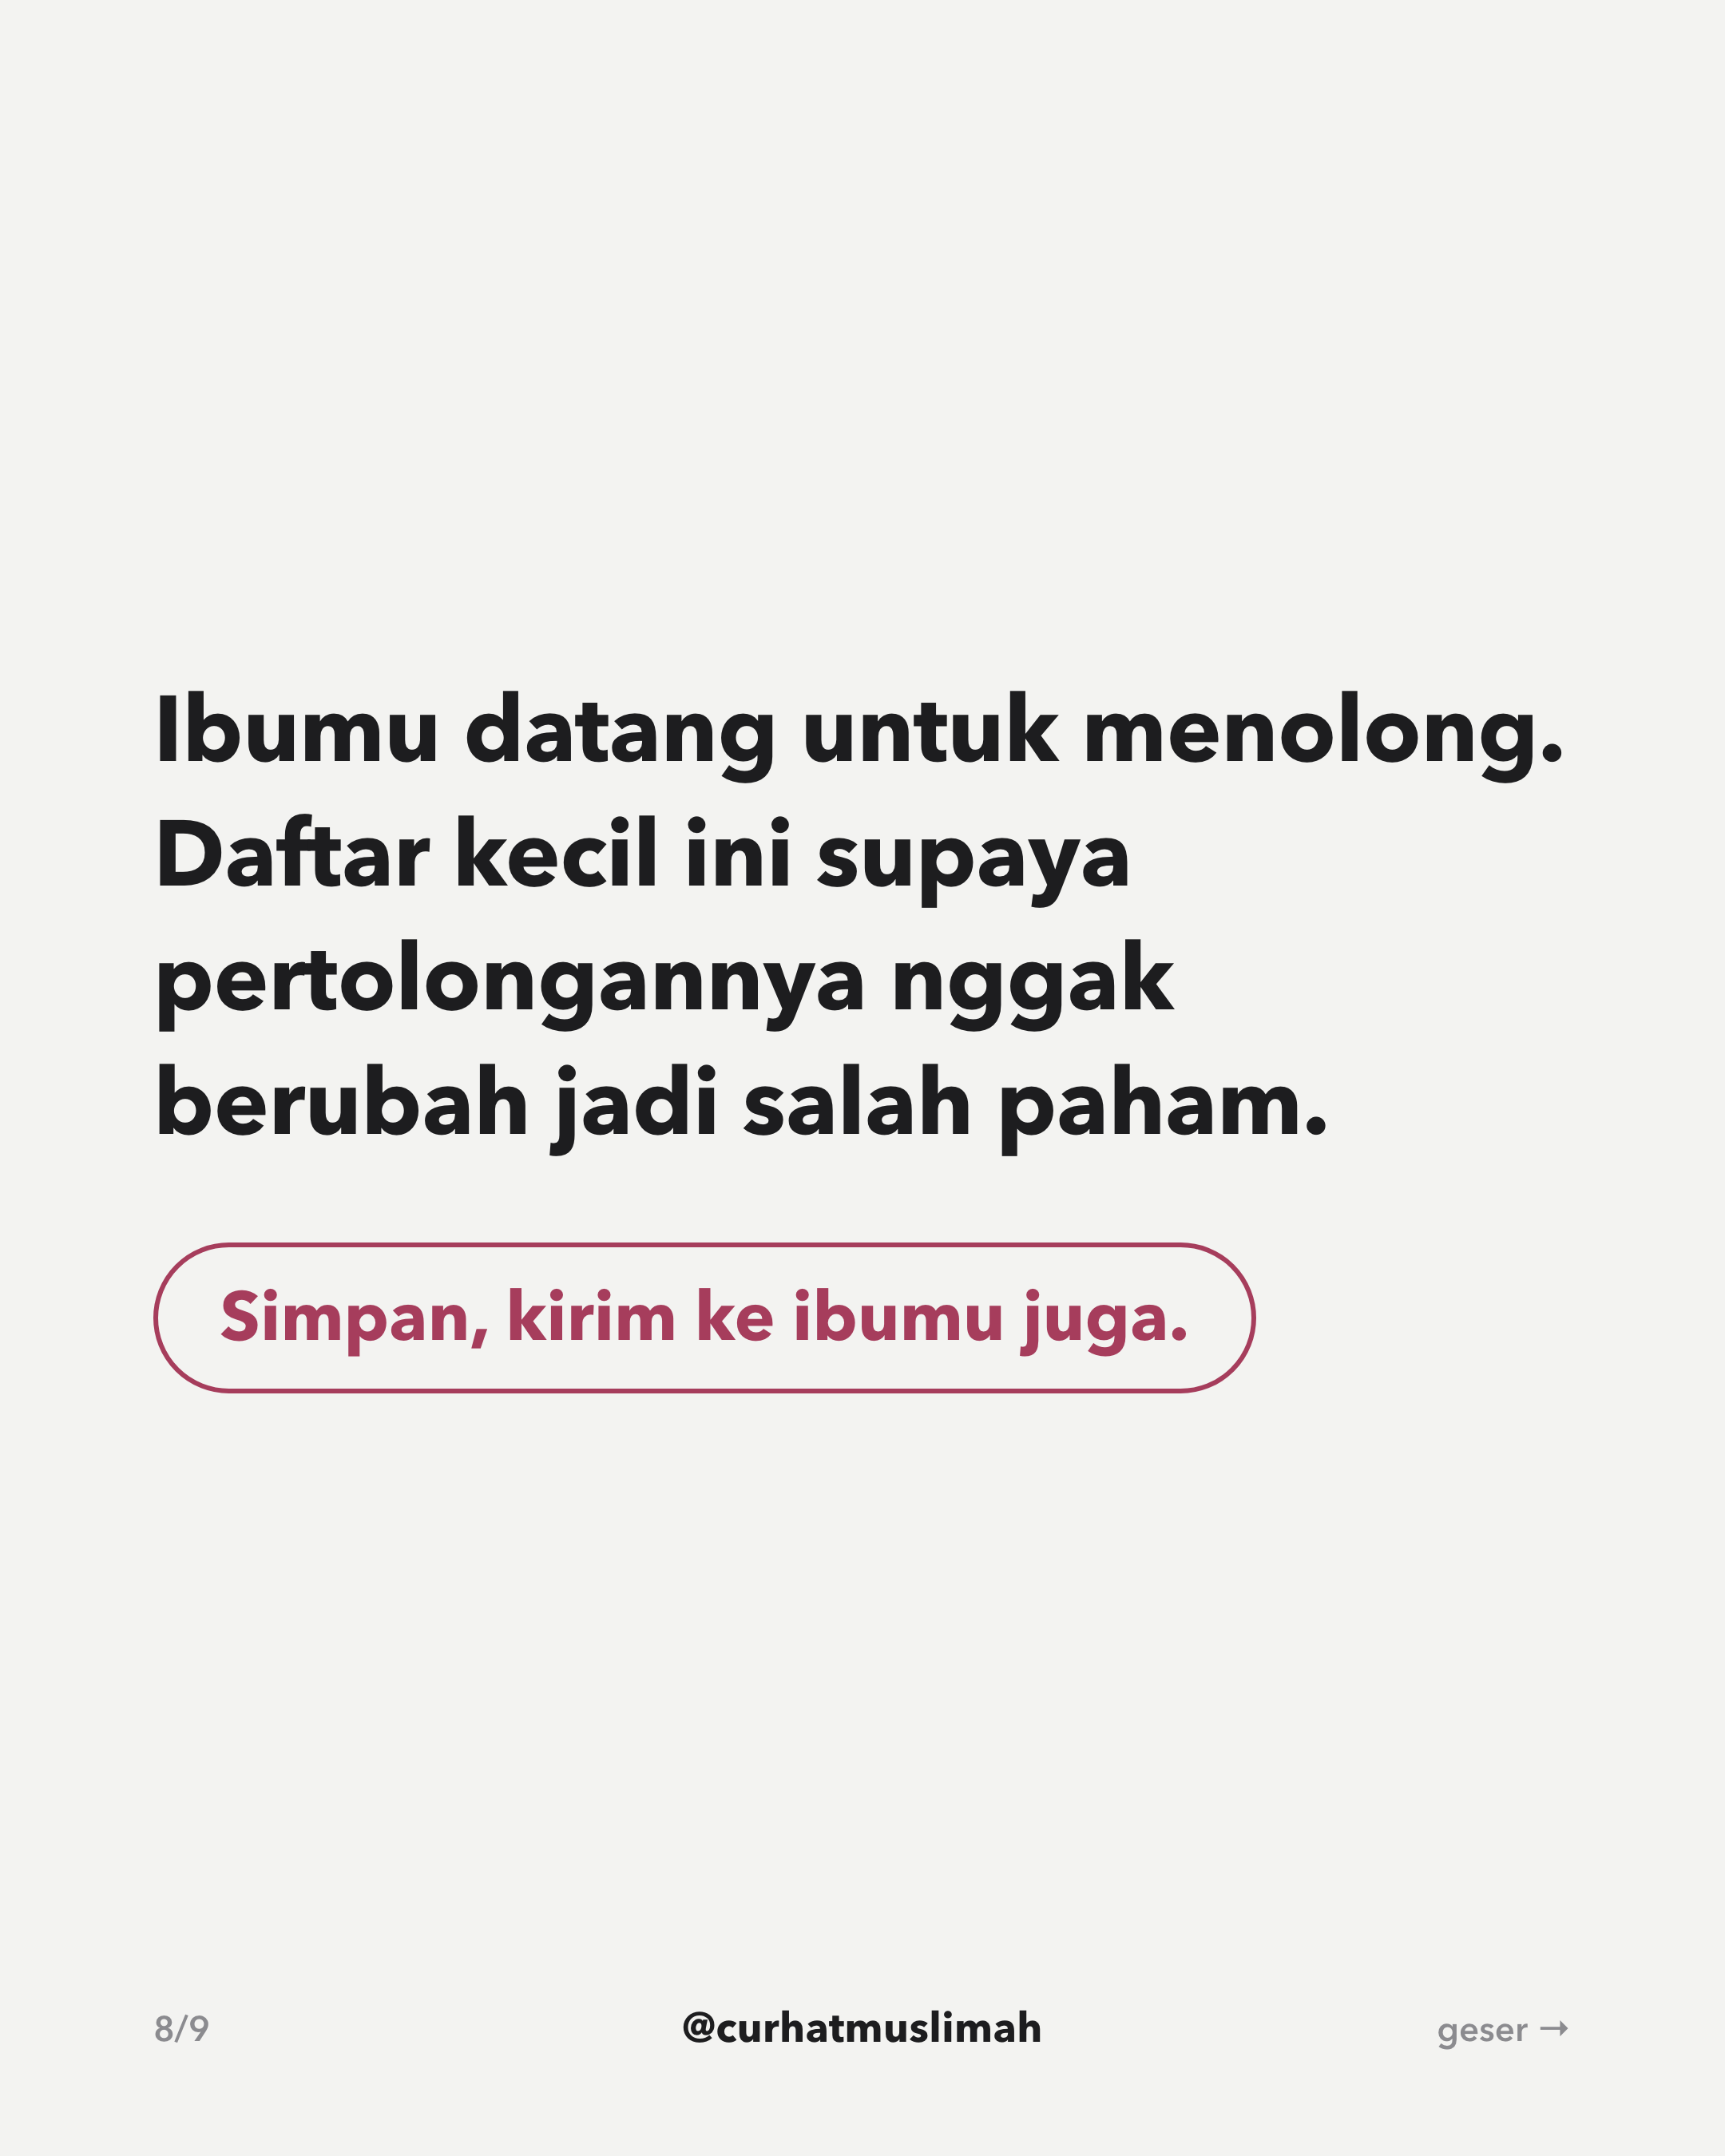 Ibumu datang untuk menolong.
Daftar kecil ini supaya
pertolongannya nggak
berubah jadi salah paham.
Simpan, kirim ke ibumu juga.
8/9
@curhatmuslimah
geser →